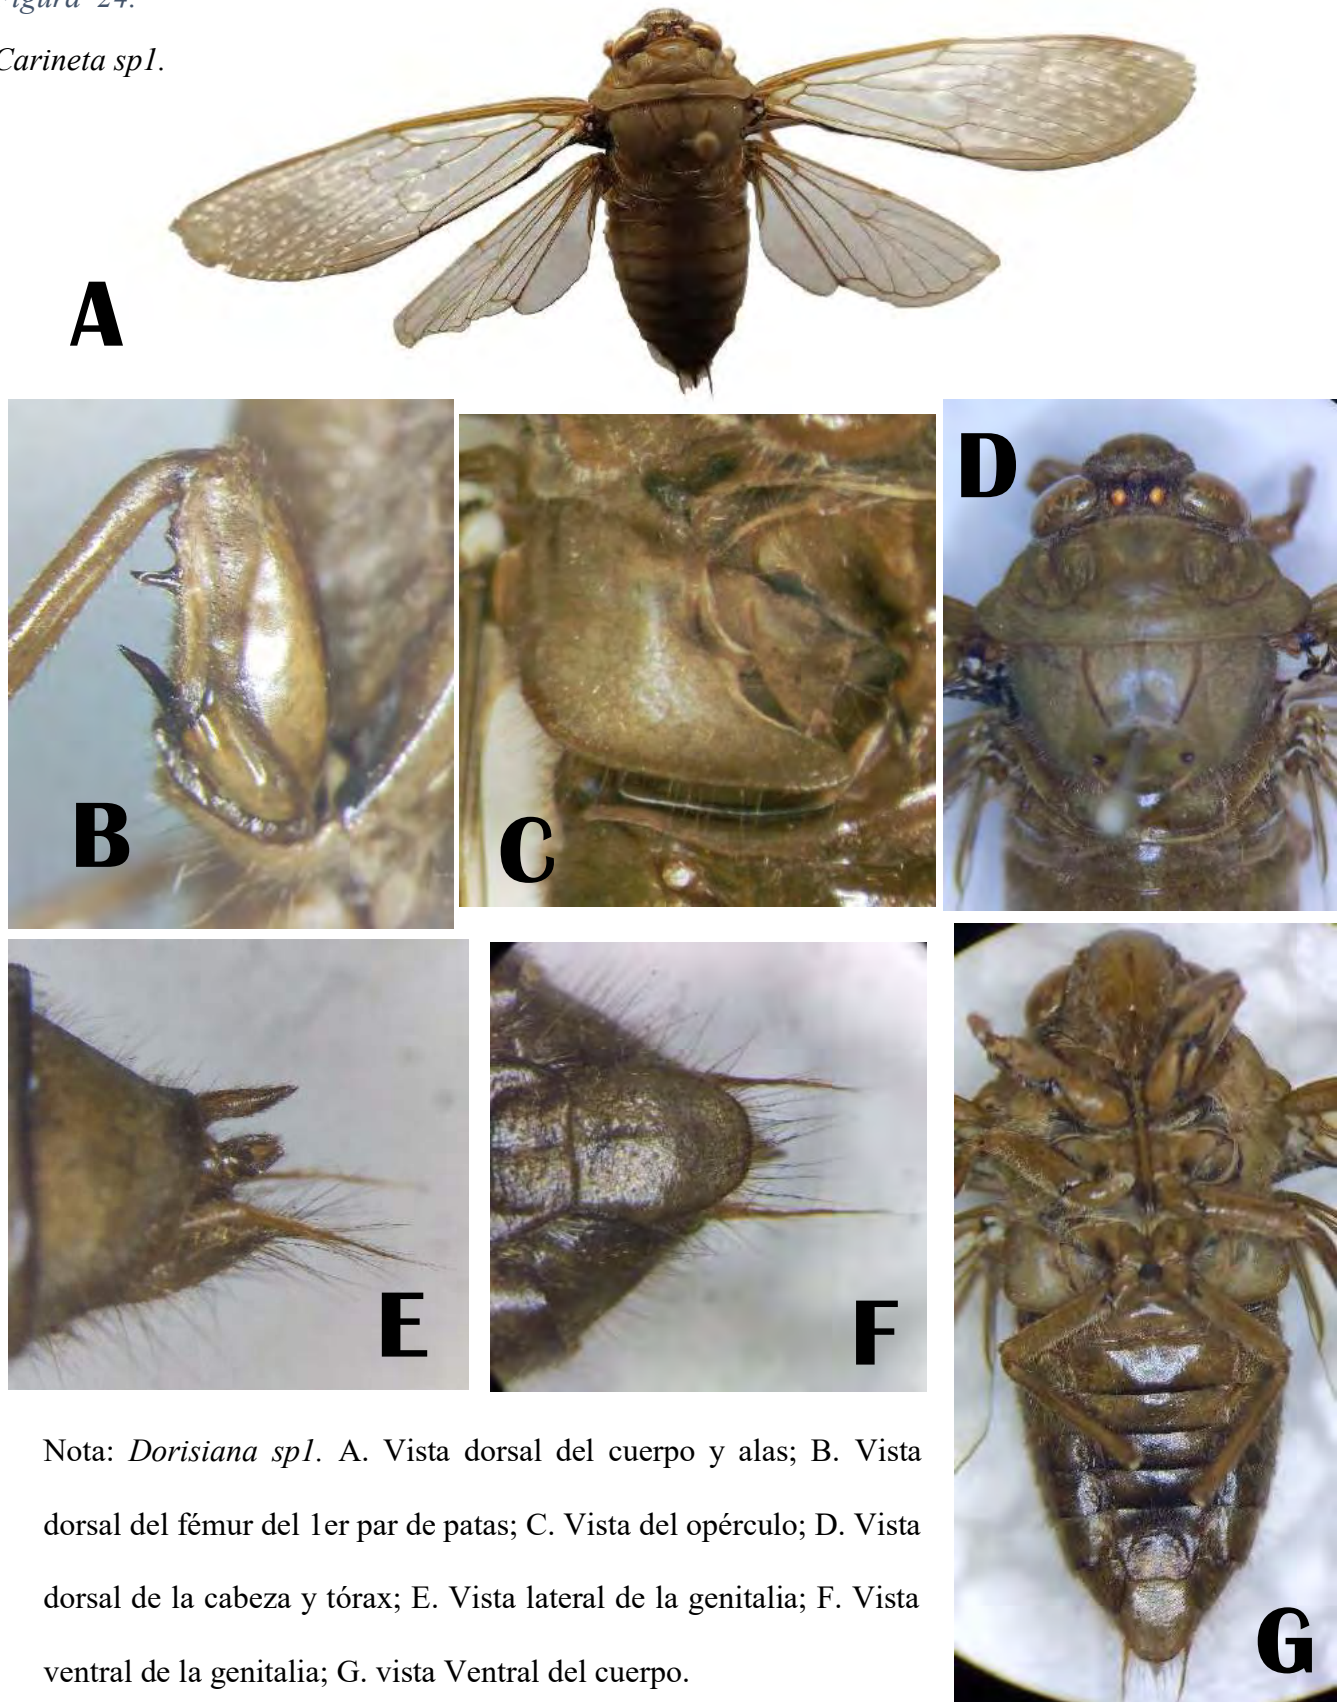 Figura 24.
Carineta sp1.
A
B
C
D
E
F
G
Nota: Dorisiana sp1. A. Vista dorsal del cuerpo y alas; B. Vista
dorsal del fémur del 1er par de patas; C. Vista del opérculo; D. Vista
dorsal de la cabeza y tórax; E. Vista lateral de la genitalia; F. Vista
ventral de la genitalia; G. vista Ventral del cuerpo.